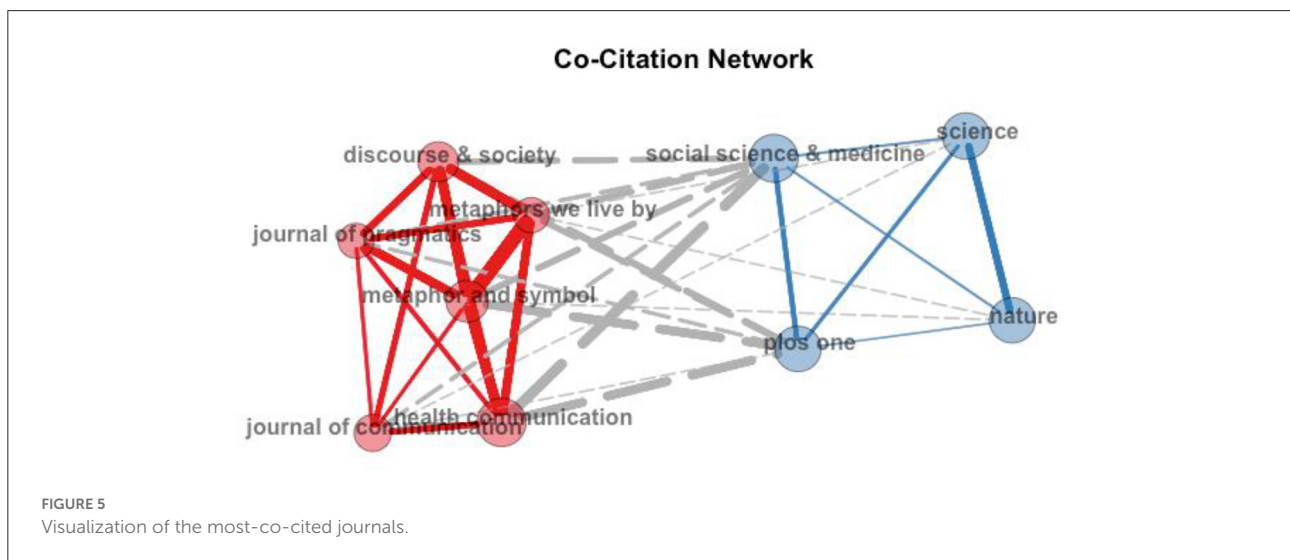 Co-Citation Network
science
discourse & society
social science & medicine
metaphors we live by
journal of pragmatics
metaphor and symbol
nature
plos one
health communication
journal of communication
FIGURE 5
Visualization of the most-co-cited journals.